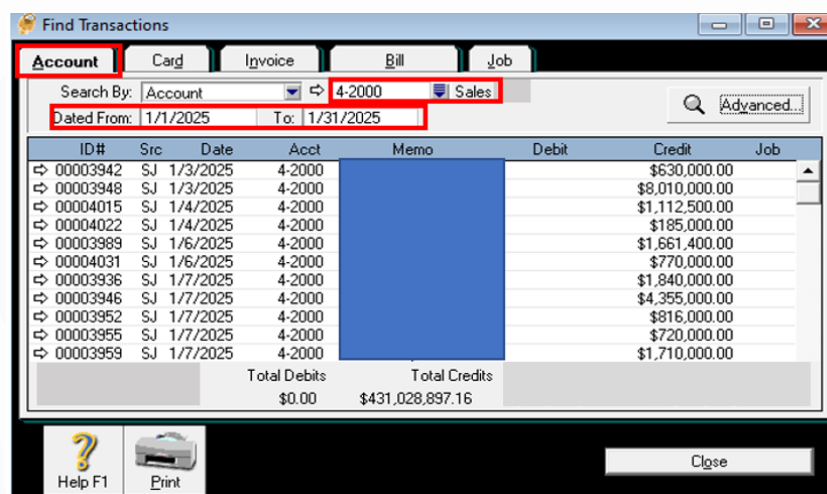 Find Transactions
Account Card Invoice Bill Job
Search By: Account 4-2000 Sales
Dated From: 1/1/2025 To: 1/31/2025 Advanced...
ID# Src Date Acct Memo Debit Credit Job
00003942 SJ 1/3/2025 4-2000 $630,000.00
00003948 SJ 1/3/2025 4-2000 $8,010,000.00
00004015 SJ 1/4/2025 4-2000 $1,112,500.00
00004022 SJ 1/4/2025 4-2000 $185,000.00
00003989 SJ 1/6/2025 4-2000 $1,661,400.00
00004031 SJ 1/6/2025 4-2000 $770,000.00
00003936 SJ 1/7/2025 4-2000 $1,840,000.00
00003946 SJ 1/7/2025 4-2000 $4,355,000.00
00003952 SJ 1/7/2025 4-2000 $816,000.00
00003955 SJ 1/7/2025 4-2000 $720,000.00
00003959 SJ 1/7/2025 4-2000 $1,710,000.00
Total Debits Total Credits
$0.00 $431,028,897.16
Help F1 Print Close